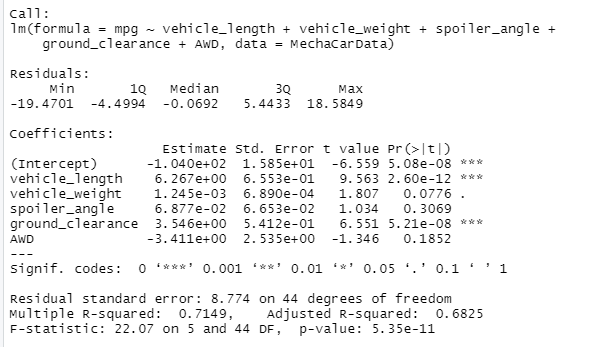 Call:
lm(formula = mpg ~ vehicle_length + vehicle_weight + spoiler_angle +
    ground_clearance + AWD, data = MechaCarData)

Residuals:
     Min       1Q   Median       3Q      Max
-19.4701  -4.4994  -0.0692   5.4433  18.5849

Coefficients:
                   Estimate Std. Error t value Pr(>|t|)
(Intercept)      -1.040e+02  1.585e+01  -6.559 5.08e-08 ***
vehicle_length    6.267e+00  6.553e-01   9.563 2.60e-12 ***
vehicle_weight    1.245e-03  6.890e-04   1.807   0.0776 .
spoiler_angle     6.877e-02  6.653e-02   1.034   0.3069
ground_clearance  3.546e+00  5.412e-01   6.551 5.21e-08 ***
AWD              -3.411e+00  2.535e+00  -1.346   0.1852
---
Signif. codes:  0 ‘***’ 0.001 ‘**’ 0.01 ‘*’ 0.05 ‘.’ 0.1 ‘ ’ 1

Residual standard error: 8.774 on 44 degrees of freedom
Multiple R-squared:  0.7149,    Adjusted R-squared:  0.6825
F-statistic: 22.07 on 5 and 44 DF,  p-value: 5.35e-11